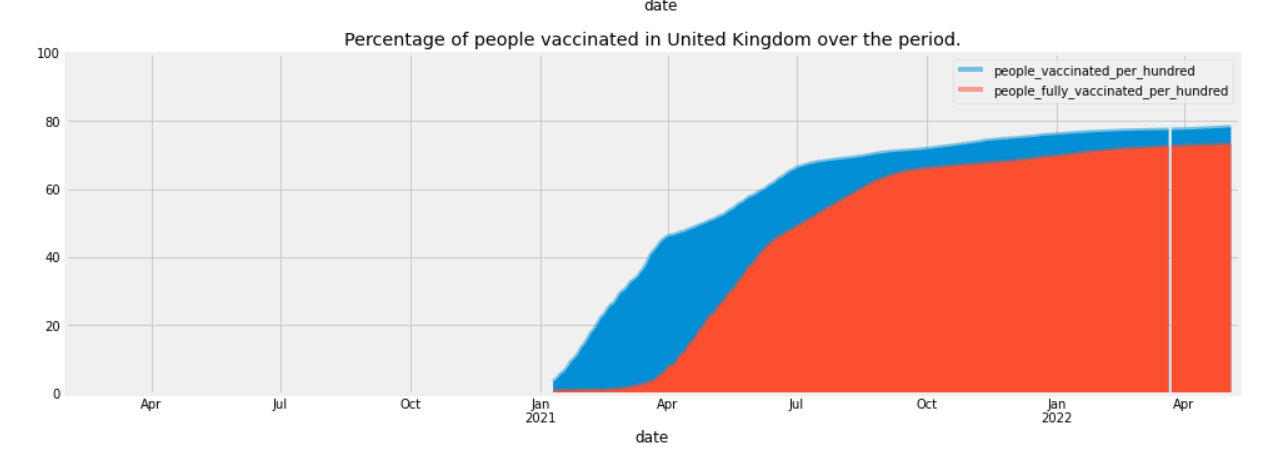 date
Percentage of people vaccinated in United Kingdom over the period.
people_vaccinated_per_hundred
people_fully_vaccinated_per_hundred
100
80
60
40
20
0
Apr Jul Oct Jan Apr Jul Oct Jan Apr
2021 2022
date